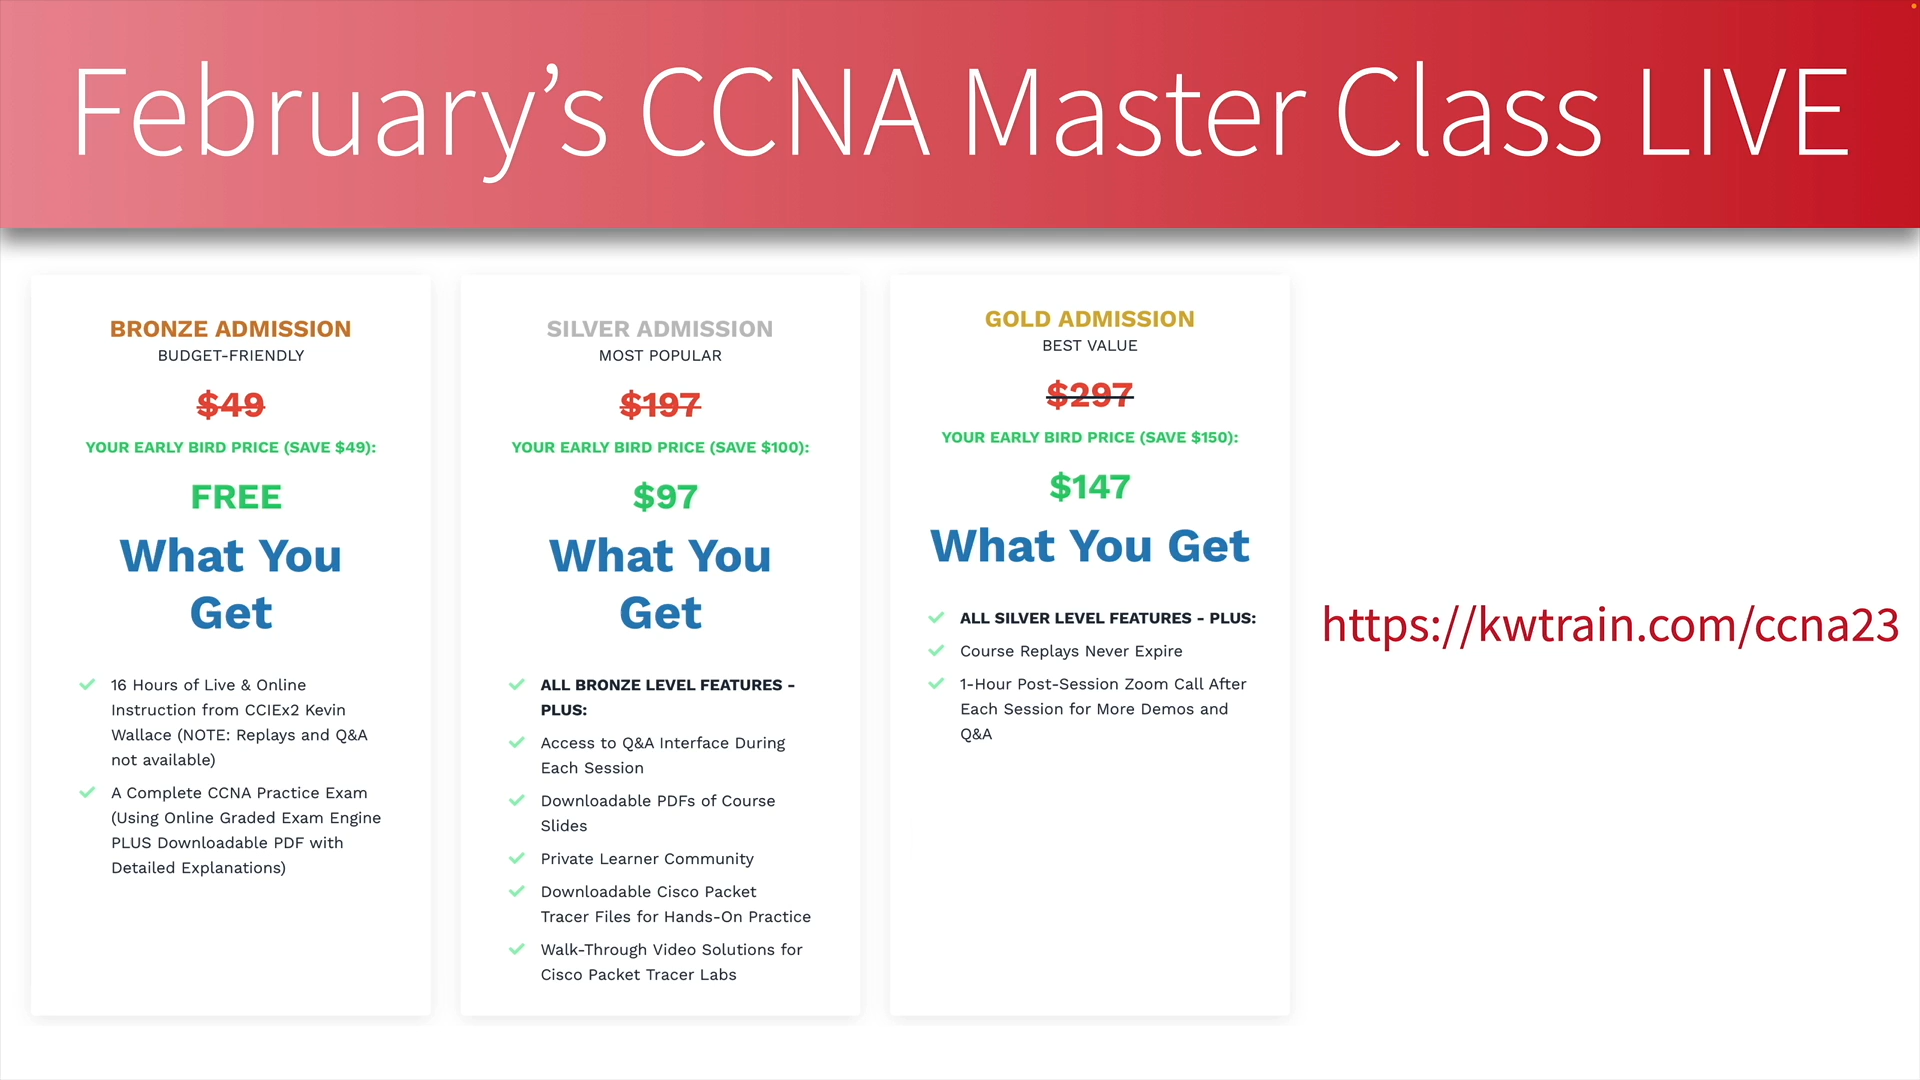 February’s CCNA Master Class LIVE
BRONZE ADMISSION
BUDGET-FRIENDLY
$49
YOUR EARLY BIRD PRICE (SAVE $49):
FREE
What You
Get
16 Hours of Live & Online
Instruction from CCIEx2 Kevin
Wallace (NOTE: Replays and Q&A
not available)
A Complete CCNA Practice Exam
(Using Online Graded Exam Engine
PLUS Downloadable PDF with
Detailed Explanations)
SILVER ADMISSION
MOST POPULAR
$197
YOUR EARLY BIRD PRICE (SAVE $100):
$97
What You
Get
ALL BRONZE LEVEL FEATURES -
PLUS:
Access to Q&A Interface During
Each Session
Downloadable PDFs of Course
Slides
Private Learner Community
Downloadable Cisco Packet
Tracer Files for Hands-On Practice
Walk-Through Video Solutions for
Cisco Packet Tracer Labs
GOLD ADMISSION
BEST VALUE
$297
YOUR EARLY BIRD PRICE (SAVE $150):
$147
What You Get
ALL SILVER LEVEL FEATURES - PLUS:
Course Replays Never Expire
1-Hour Post-Session Zoom Call After
Each Session for More Demos and
Q&A
https://kwtrain.com/ccna23